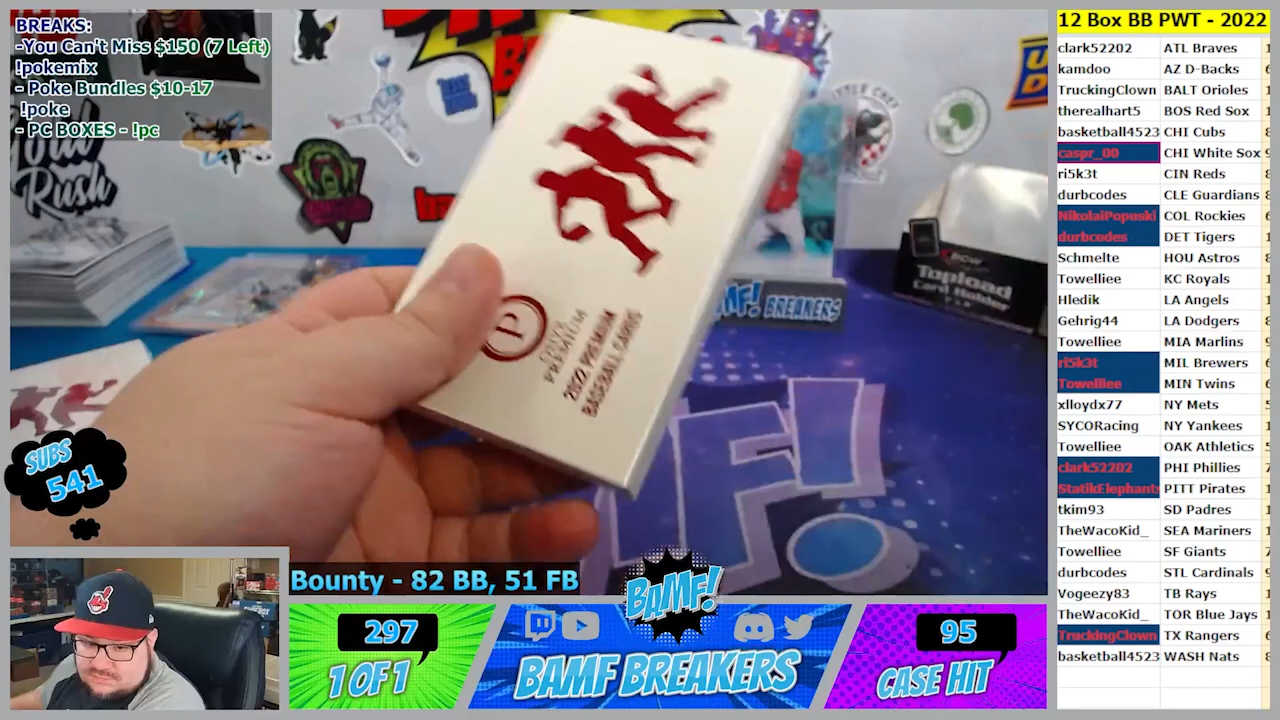 BREAKS:
-You Can't Miss $150 (7 Left)
!pokemix
- Poke Bundles $10-17
!poke
- PC BOXES - !pc
Rush
P
ONYX
PREMIUM
2022 PREMIUM
BASEBALL CARDS
Topload
Card Holder
BREAKERS
SUBS
541
Bounty - 82 BB, 51 FB
BAMF!
297
1 OF 1
BAMF BREAKERS
95
CASE HIT
12 Box BB PWT - 2022
clark52202 ATL Braves
kamdoo AZ D-Backs
TruckingClown BALT Orioles
therealhart5 BOS Red Sox
basketball4523 CHI Cubs
caspr_00 CHI White Sox
ri5k3t CIN Reds
durbcodes CLE Guardians
NikolaiPopuski COL Rockies
durbcodes DET Tigers
Schmelte HOU Astros
Towelliee KC Royals
Hledik LA Angels
Gehrig44 LA Dodgers
Towelliee MIA Marlins
ri5k3t MIL Brewers
Towelliee MIN Twins
xlloydx77 NY Mets
SYCORacing NY Yankees
Towelliee OAK Athletics
clark52202 PHI Phillies
StatikElephant PITT Pirates
tkim93 SD Padres
TheWacoKid_ SEA Mariners
Towelliee SF Giants
durbcodes STL Cardinals
Vogeezy83 TB Rays
TheWacoKid_ TOR Blue Jays
TruckingClown TX Rangers
basketball4523 WASH Nats